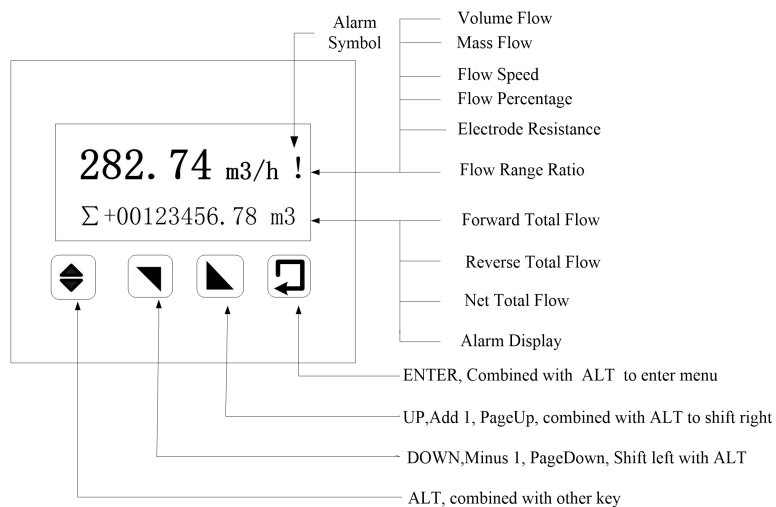 Alarm
Symbol
Volume Flow
Mass Flow
Flow Speed
Flow Percentage
Electrode Resistance
Flow Range Ratio
282.74 m3/h !
∑+00123456.78 m3
Forward Total Flow
Reverse Total Flow
Net Total Flow
Alarm Display
ENTER, Combined with ALT to enter menu
UP,Add 1, PageUp, combined with ALT to shift right
DOWN,Minus 1, PageDown, Shift left with ALT
ALT, combined with other key